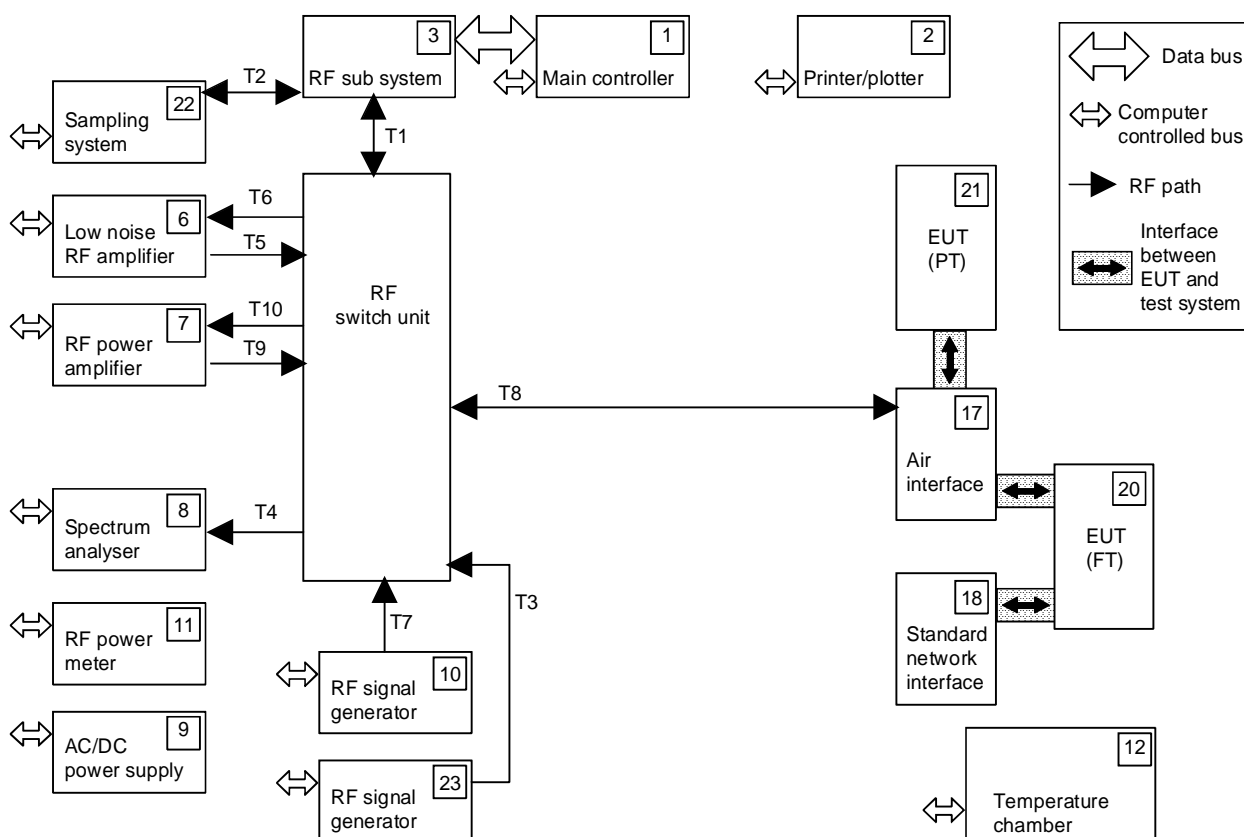 3
RF sub system
1
Main controller
2
Printer/plotter
Data bus
Computer
controlled bus
RF path
Interface
between
EUT and
test system
T2
22
Sampling
system
T1
6
Low noise
RF amplifier
T6
T5
7
RF power
amplifier
T10
T9
RF
switch unit
21
EUT
(PT)
T8
17
Air
interface
20
EUT
(FT)
8
Spectrum
analyser
T4
18
Standard
network
interface
T3
T7
11
RF power
meter
10
RF signal
generator
9
AC/DC
power supply
23
RF signal
generator
12
Temperature
chamber